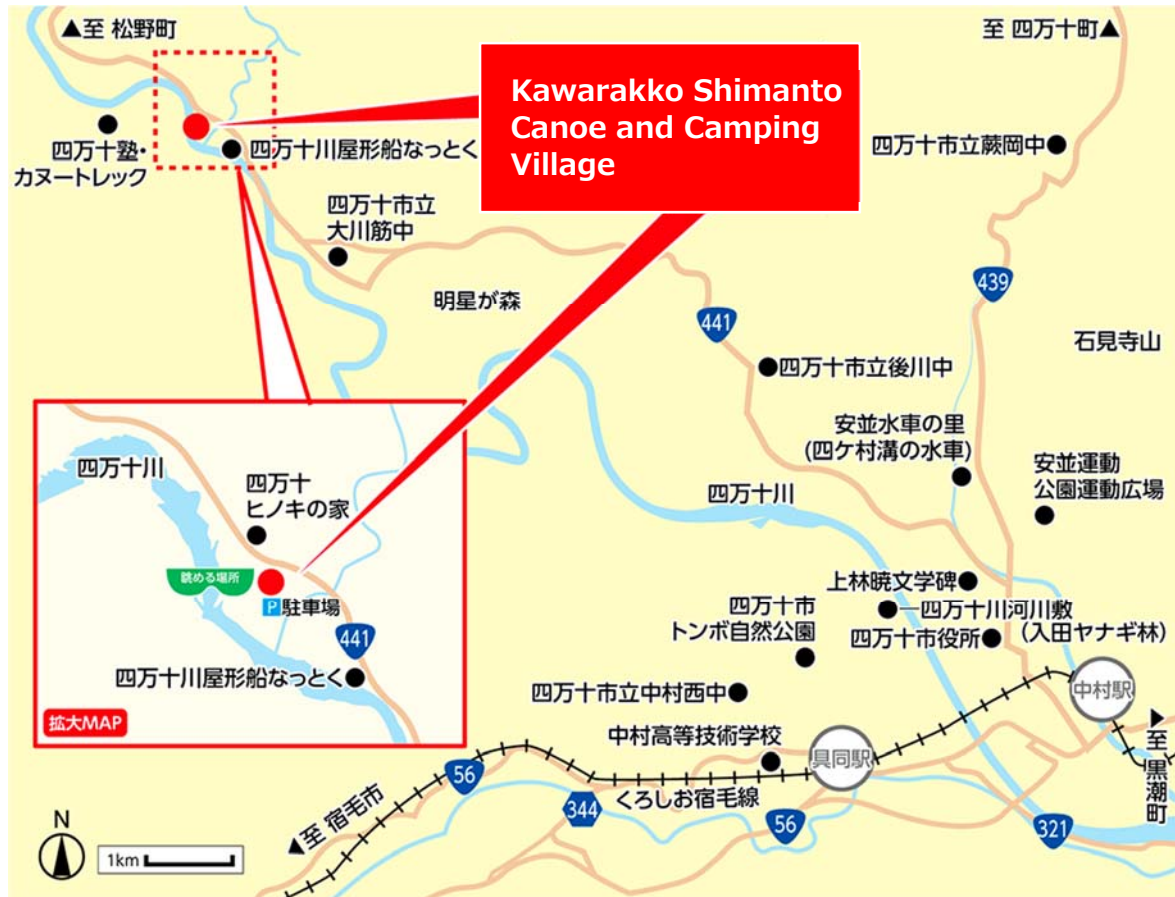 ▲至 松野町
至 四万十町▲
Kawarakko Shimanto
Canoe and Camping
Village
四万十塾・
カヌートレック
四万十川屋形船なっとく
四万十市立蕨岡中
四万十市立
大川筋中
明星が森
439
441
石見寺山
四万十市立後川中
安並水車の里
(四ケ村溝の水車)
安並運動
公園運動広場
四万十川
四万十川
四万十
ヒノキの家
眺める場所
P駐車場
441
四万十川屋形船なっとく
拡大MAP
上林暁文学碑
四万十川河川敷
(入田ヤナギ林)
四万十市
トンボ自然公園
四万十市役所
四万十市立中村西中
中村駅
中村高等技術学校
具同駅
▲至 黒潮町
くろしお宿毛線
56
344
56
321
▲至 宿毛市
N
1km